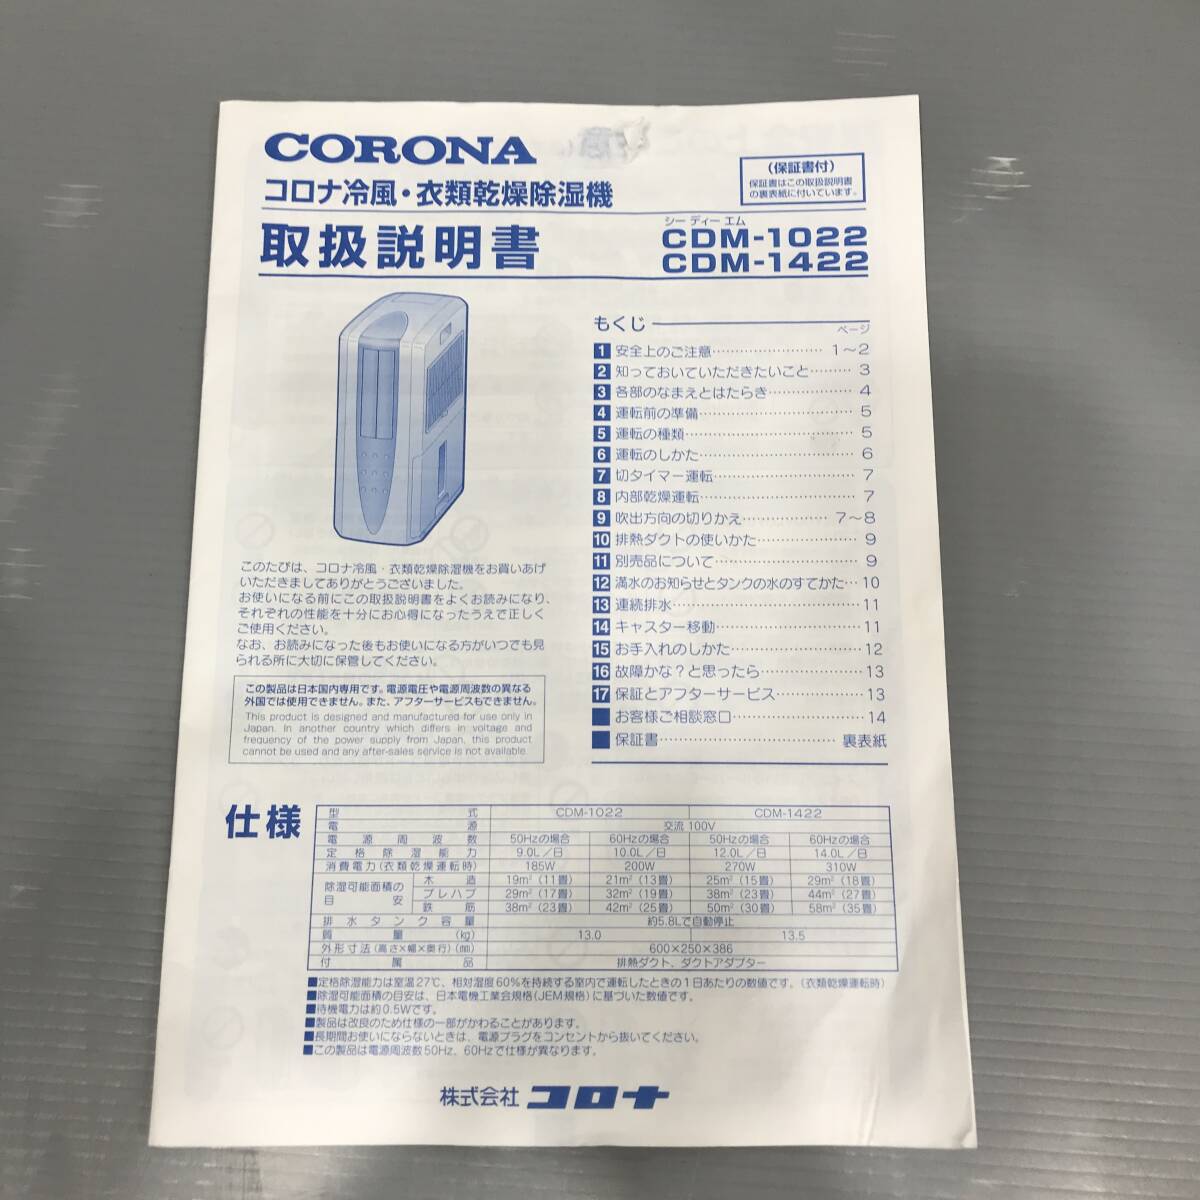 CORONA
コロナ冷風・衣類乾燥除湿機
取扱説明書
(保証書付)
保証書はこの取扱説明書
の裏表紙に付いています。
シー ディー エム
CDM-1022
CDM-1422
もくじ
ページ
1 安全上のご注意 1〜2
2 知っておいていただきたいこと 3
3 各部のなまえとはたらき 4
4 運転前の準備 5
5 運転の種類 5
6 運転のしかた 6
7 切タイマー運転 7
8 内部乾燥運転 7
9 吹出方向の切りかえ 7〜8
10 排熱ダクトの使いかた 9
11 別売品について 9
12 満水のお知らせとタンクの水のすてかた 10
13 連続排水 11
14 キャスター移動 11
15 お手入れのしかた 12
16 故障かな？と思ったら 13
17 保証とアフターサービス 13
お客様ご相談窓口 14
保証書 裏表紙
このたびは、コロナ冷風・衣類乾燥除湿機をお買いあげ
いただきましてありがとうございました。
お使いになる前にこの取扱説明書をよくお読みになり、
それぞれの性能を十分にお心得になったうえで正しく
ご使用ください。
なお、お読みになった後もお使いになる方がいつでも見
られる所に大切に保管してください。
この製品は日本国内専用です。電源電圧や電源周波数の異なる
外国では使用できません。また、アフターサービスもできません。
This product is designed and manufactured for use only in
Japan. In another country which differs in voltage and
frequency of the power supply from Japan, this product
cannot be used and any after-sales service is not available.
仕様
型式 CDM-1022 CDM-1422
電源 交流 100V
電源周波数 50Hzの場合 60Hzの場合 50Hzの場合 60Hzの場合
定格除湿能力 9.0L／日 10.0L／日 12.0L／日 14.0L／日
消費電力(衣類乾燥運転時) 185W 200W 270W 310W
除湿可能面積の目安 木造 19m²(11畳) 21m²(13畳) 25m²(15畳) 29m²(18畳)
プレハブ 29m²(17畳) 32m²(19畳) 38m²(23畳) 44m²(27畳)
鉄筋 38m²(23畳) 42m²(25畳) 50m²(30畳) 58m²(35畳)
排水タンク容量 約5.8Lで自動停止
質量 (kg) 13.0 13.5
外形寸法(高さ×幅×奥行)(mm) 600×250×386
付属品 排熱ダクト、ダクトアダプター
■定格除湿能力は室温27℃、相対湿度60%を持続する室内で運転したときの1日あたりの数値です。(衣類乾燥運転時)
■除湿可能面積の目安は、日本電機工業会規格(JEM規格)に基づいた数値です。
■待機電力は約0.5Wです。
■製品は改良のため仕様の一部がかわることがあります。
■長期間お使いにならないときは、電源プラグをコンセントから抜いてください。
■この製品は電源周波数50Hz、60Hzで仕様が異なります。
株式会社 コロナ